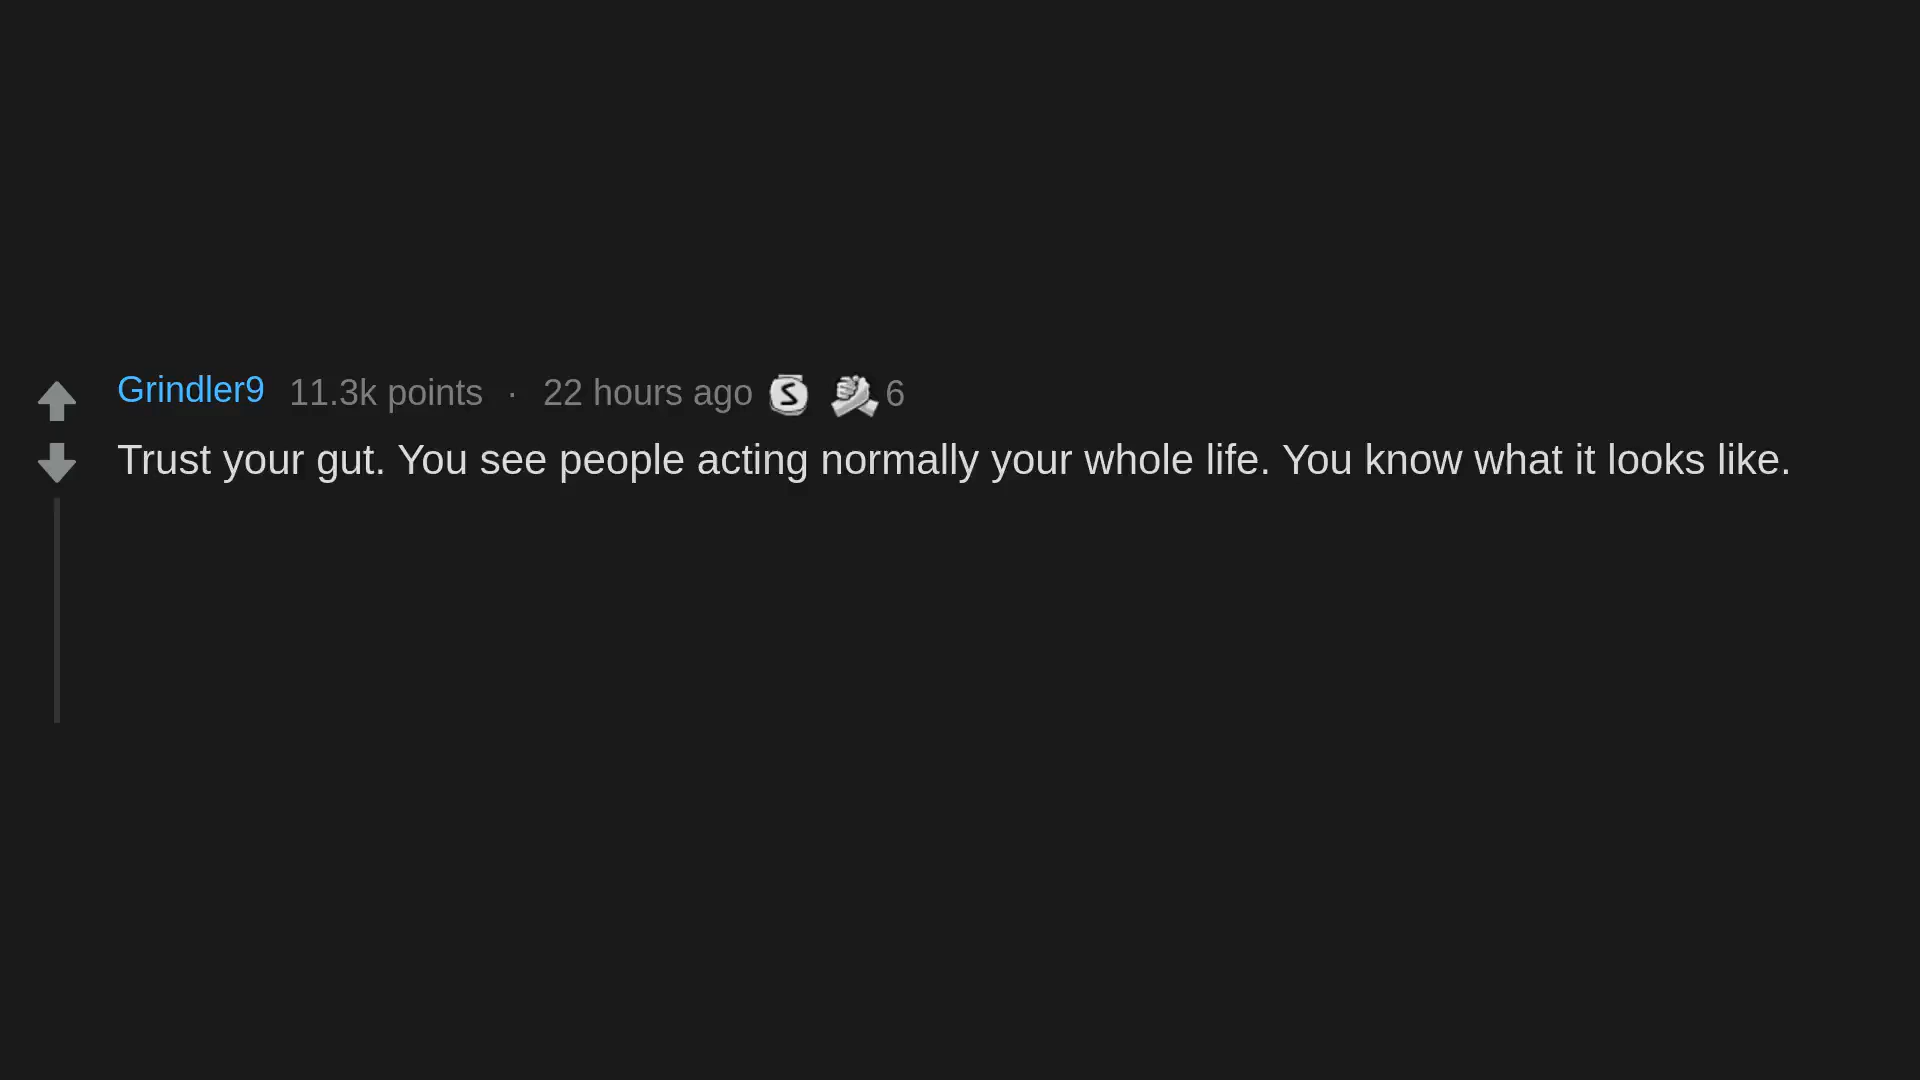 Grindler9 11.3k points · 22 hours ago S 6
Trust your gut. You see people acting normally your whole life. You know what it looks like.